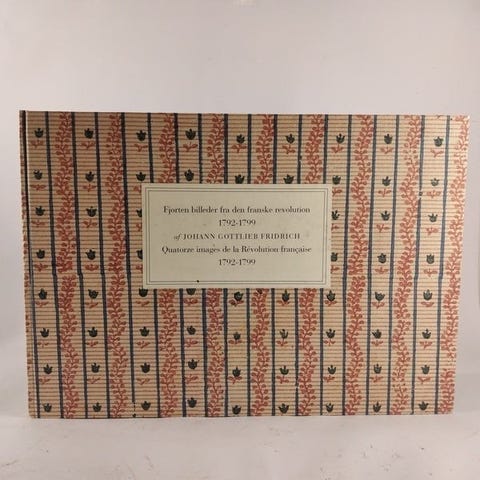 Fjorten billeder fra den franske revolution
1792-1799
af JOHANN GOTTLIEB FRIDRICH
Quatorze images de la Révolution française
1792-1799